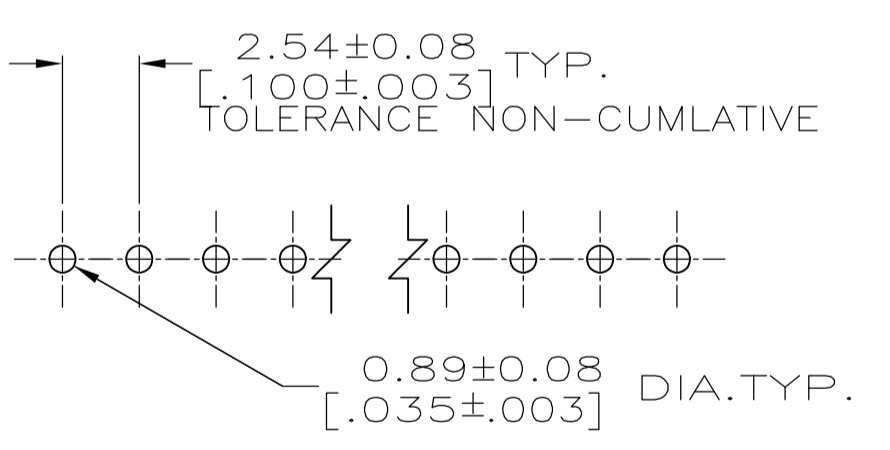 2.54±0.08 TYP.
[.100±.003]
TOLERANCE NON-CUMLATIVE
0.89±0.08 DIA.TYP.
[.035±.003]